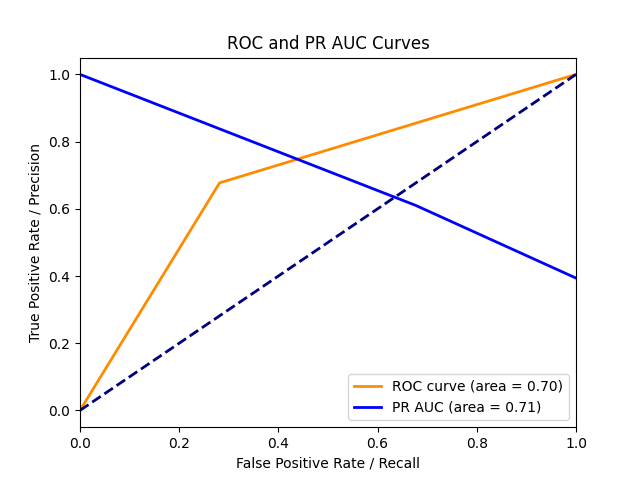 ROC and PR AUC Curves
True Positive Rate / Precision
1.0
0.8
0.6
0.4
0.2
0.0
ROC curve (area = 0.70)
PR AUC (area = 0.71)
0.0 0.2 0.4 0.6 0.8 1.0
False Positive Rate / Recall